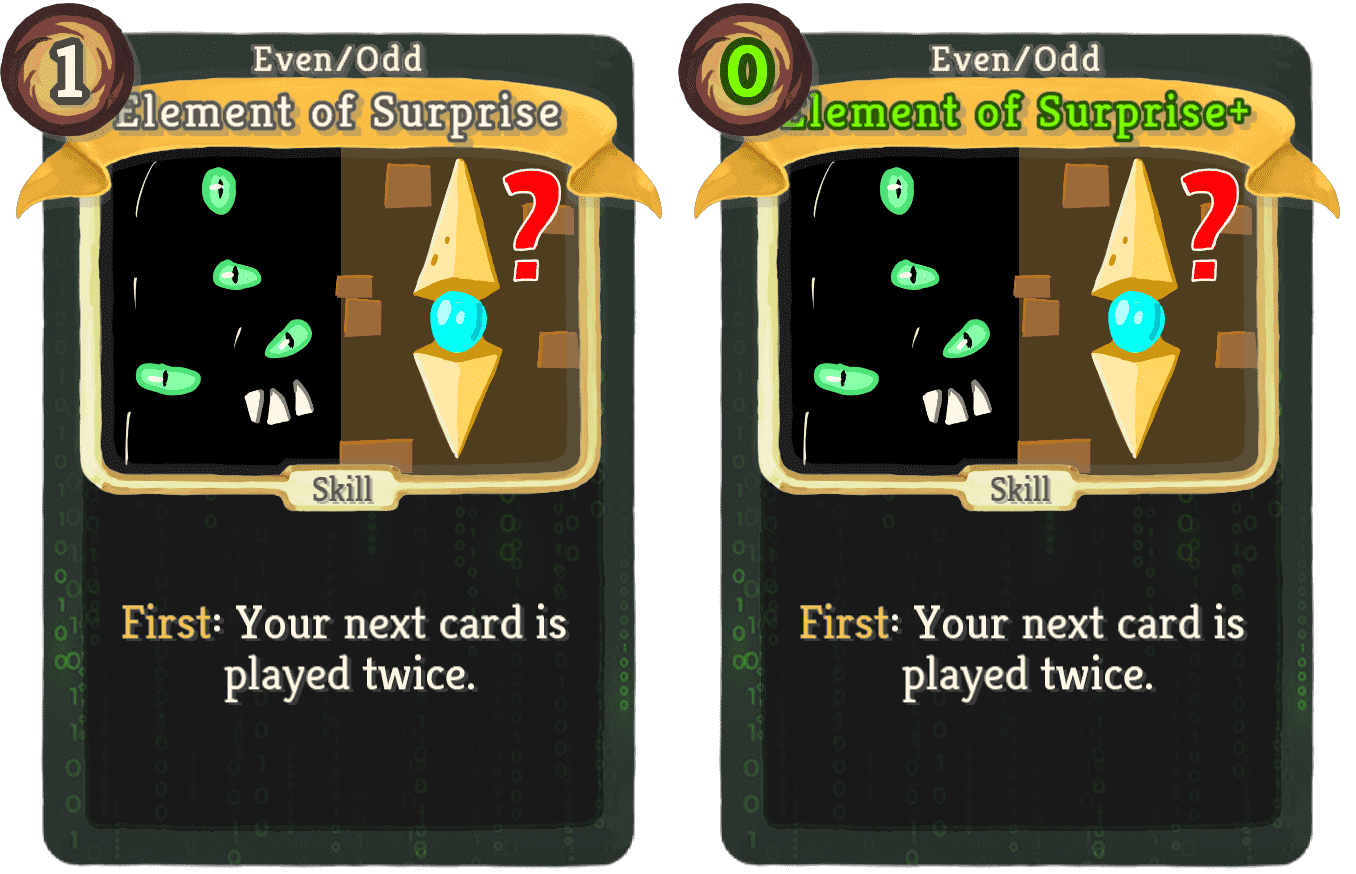 1
Even/Odd
Element of Surprise
?
Skill
First: Your next card is
played twice.
0
Even/Odd
Element of Surprise+
?
Skill
First: Your next card is
played twice.